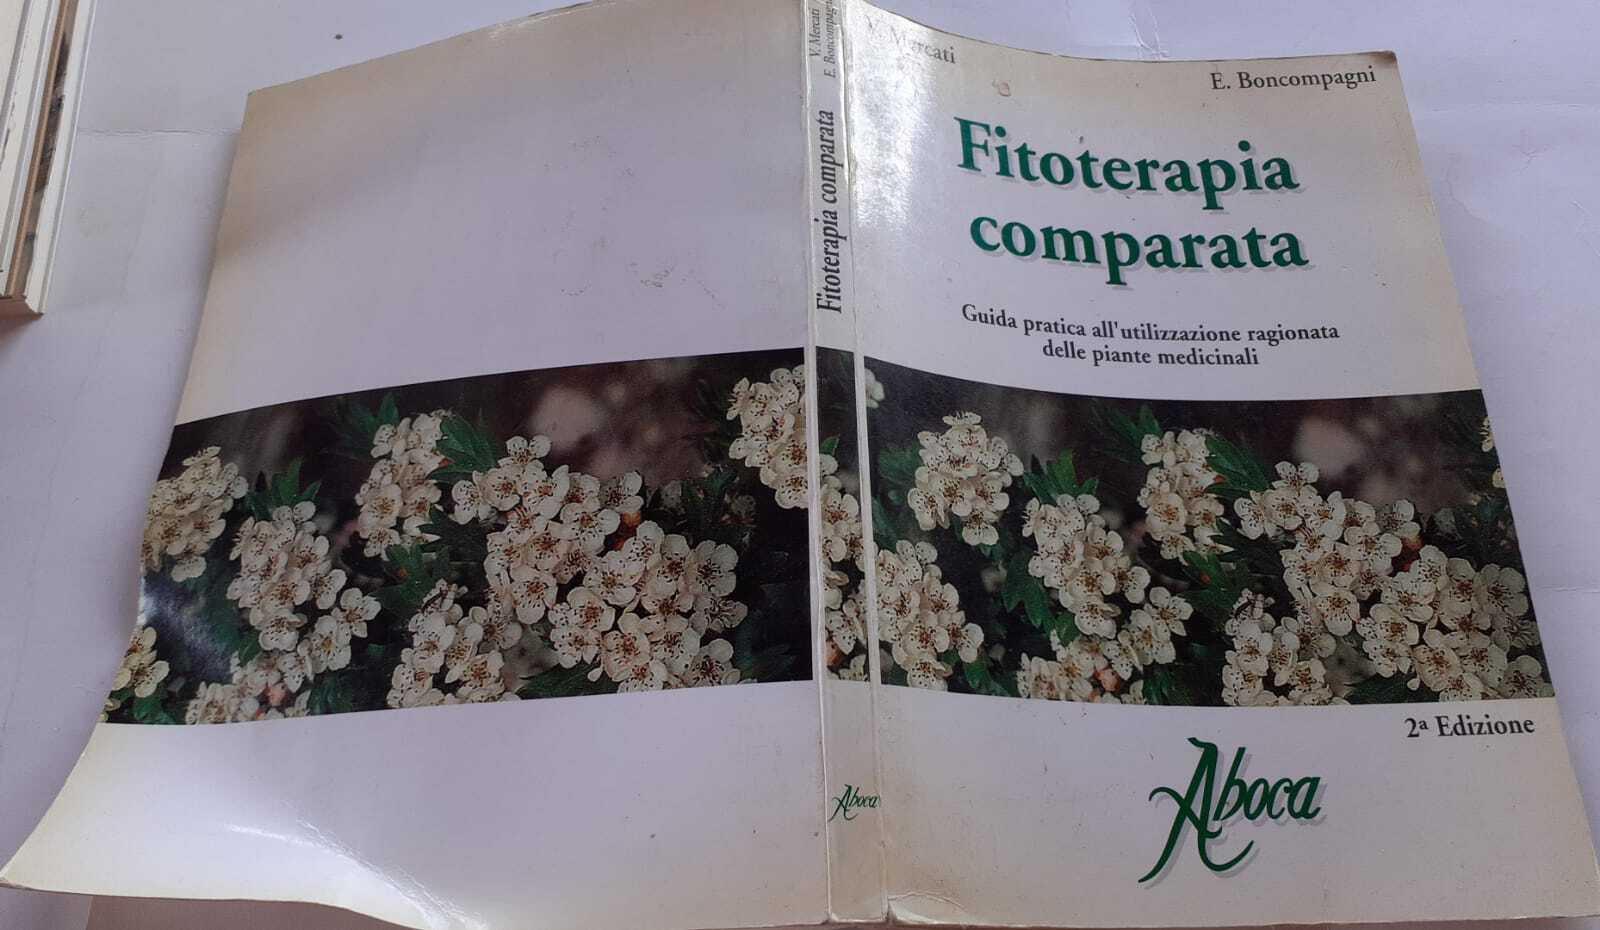 V. Mercati
E. Boncompagni
Fitoterapia comparata
Aboca
V. Mercati
E. Boncompagni
Fitoterapia
comparata
Guida pratica all'utilizzazione ragionata
delle piante medicinali
2ª Edizione
Aboca